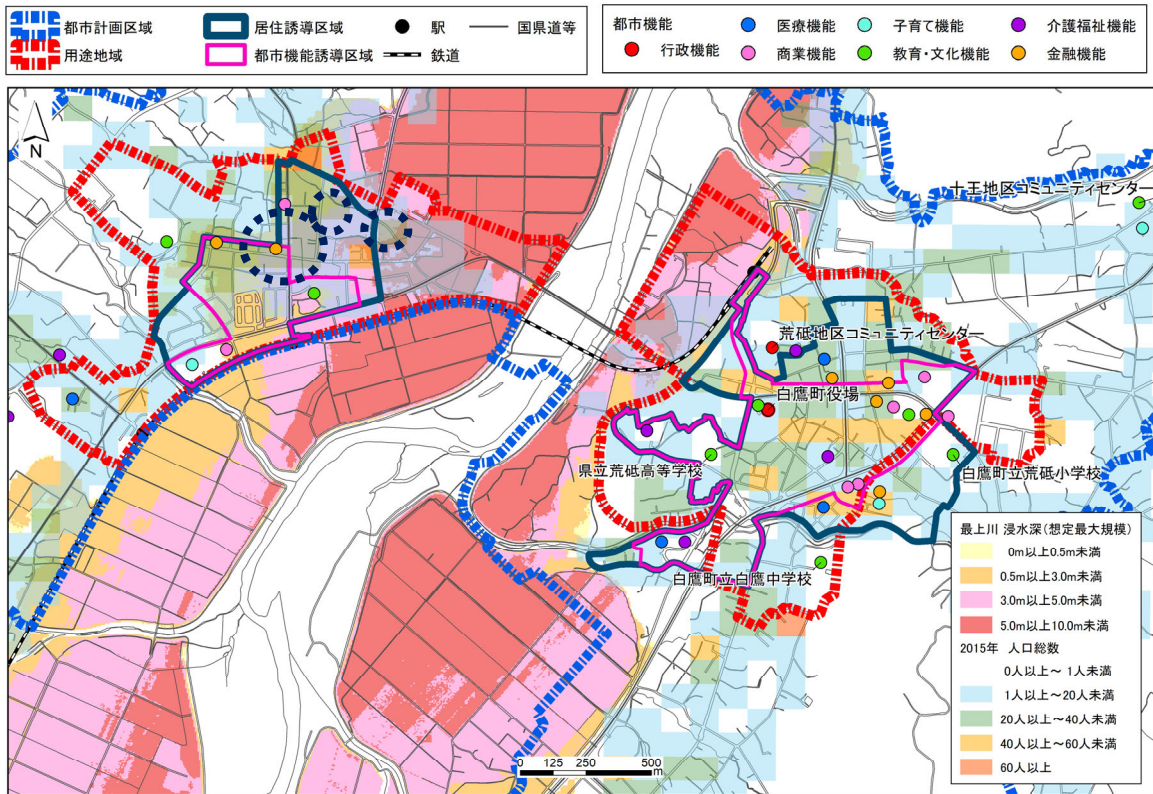 都市計画区域
居住誘導区域
駅
国県道等
用途地域
都市機能誘導区域
鉄道
都市機能
医療機能
子育て機能
介護福祉機能
行政機能
商業機能
教育・文化機能
金融機能
N
十王地区コミュニティセンター
荒砥地区コミュニティセンター
白鷹町役場
県立荒砥高等学校
白鷹町立荒砥小学校
白鷹町立白鷹中学校
最上川 浸水深(想定最大規模)
0m以上0.5m未満
0.5m以上3.0m未満
3.0m以上5.0m未満
5.0m以上10.0m未満
2015年 人口総数
0人以上~1人未満
1人以上~20人未満
20人以上~40人未満
40人以上~60人未満
60人以上
0 125 250 500
m